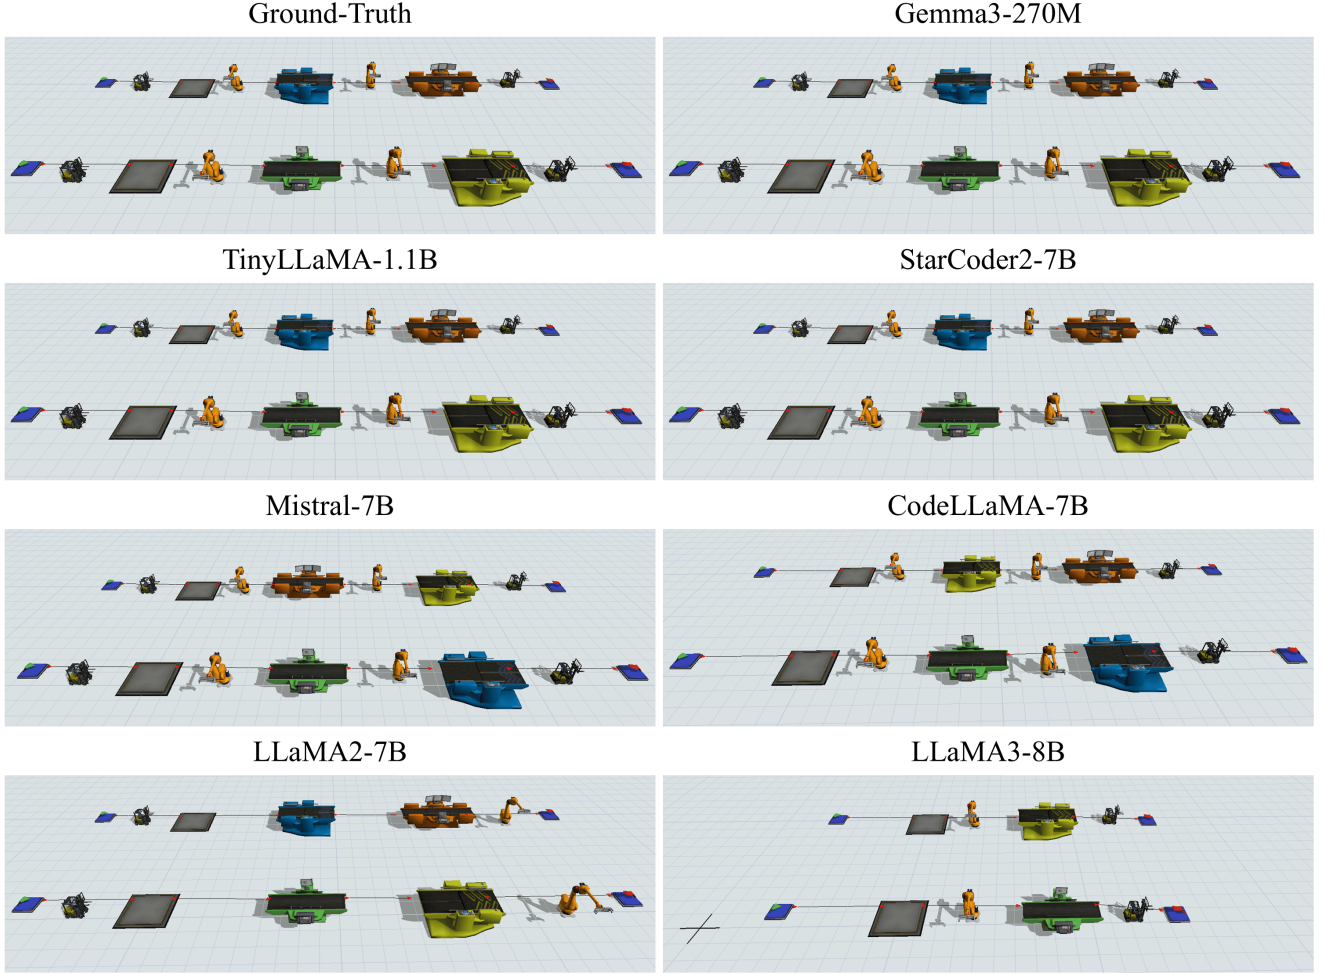 Ground-Truth
Gemma3-270M
TinyLLaMA-1.1B
StarCoder2-7B
Mistral-7B
CodeLLaMA-7B
LLaMA2-7B
LLaMA3-8B